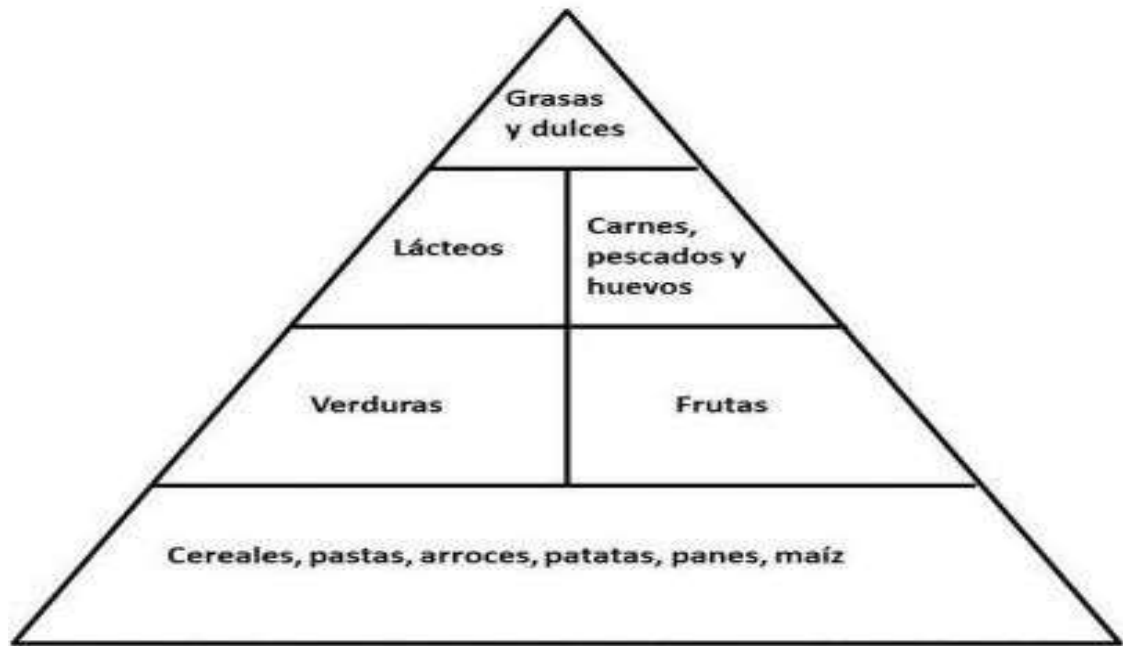 Grasas
y dulces
Lácteos
Carnes,
pescados y
huevos
Verduras
Frutas
Cereales, pastas, arroces, patatas, panes, maíz